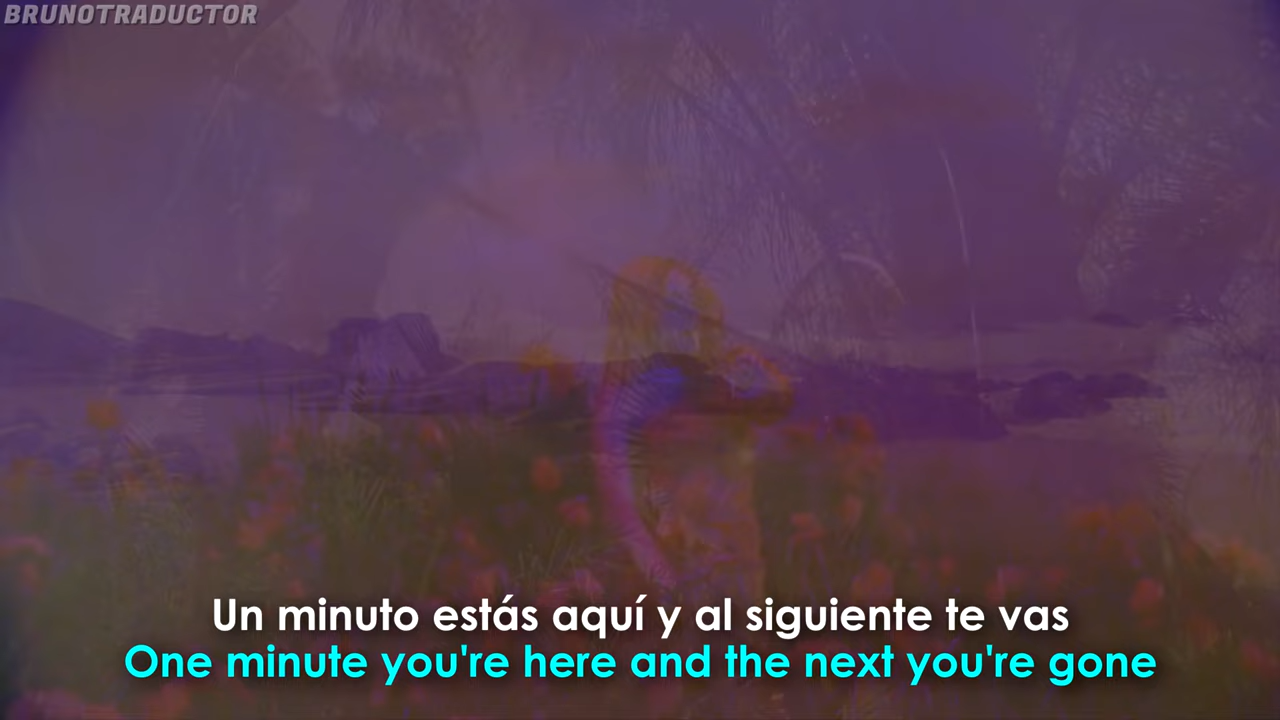 BRUNOTRADUCTOR
Un minuto estás aquí y al siguiente te vas
One minute you're here and the next you're gone